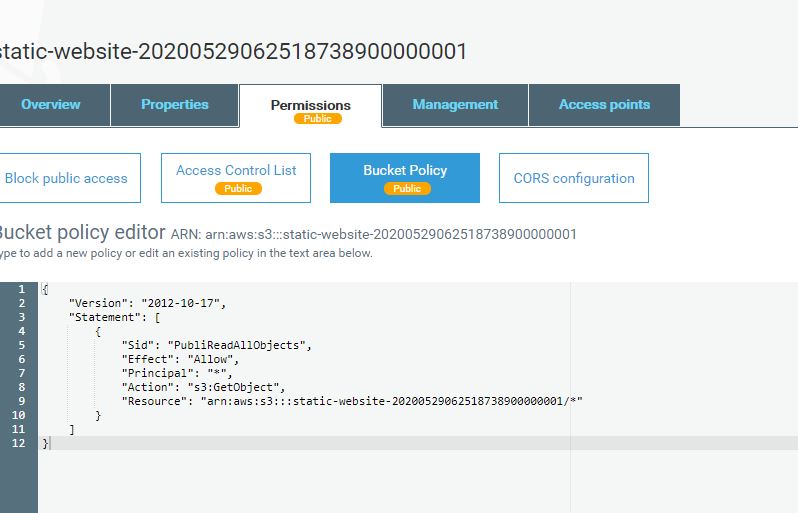 static-website-20200529062518738900000001
Overview Properties Permissions Management Access points
Public
Block public access Access Control List Bucket Policy CORS configuration
Public Public
Bucket policy editor ARN: arn:aws:s3:::static-website-20200529062518738900000001
ype to add a new policy or edit an existing policy in the text area below.
1 {
2 "Version": "2012-10-17",
3 "Statement": [
4 {
5 "Sid": "PubliReadAllObjects",
6 "Effect": "Allow",
7 "Principal": "*",
8 "Action": "s3:GetObject",
9 "Resource": "arn:aws:s3:::static-website-20200529062518738900000001/*"
10 }
11 ]
12 }